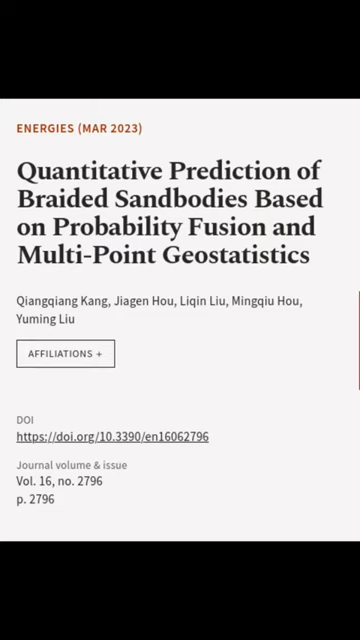 ENERGIES (MAR 2023)
Quantitative Prediction of
Braided Sandbodies Based
on Probability Fusion and
Multi-Point Geostatistics
Qiangqiang Kang, Jiagen Hou, Liqin Liu, Mingqiu Hou,
Yuming Liu
AFFILIATIONS +
DOI
https://doi.org/10.3390/en16062796
Journal volume & issue
Vol. 16, no. 2796
p. 2796